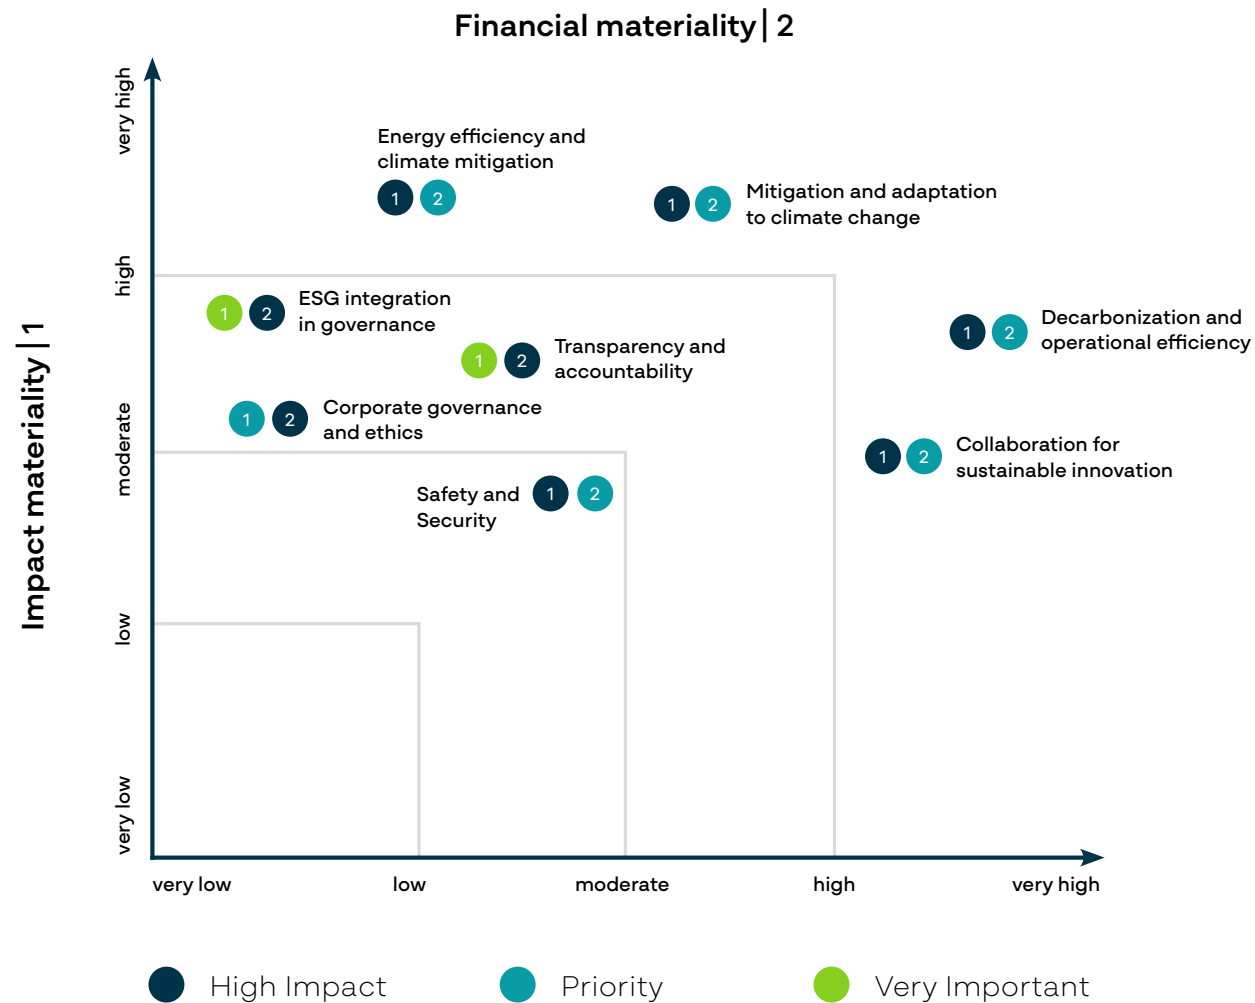 Financial materiality | 2
Impact materiality | 1
very high
high
moderate
low
very low
Energy efficiency and
climate mitigation
1 2
1 2
Mitigation and adaptation
to climate change
1 2
ESG integration
in governance
1 2
Transparency and
accountability
1 2
Decarbonization and
operational efficiency
1 2
Corporate governance
and ethics
1 2
Collaboration for
sustainable innovation
Safety and
Security
1 2
very low
low
moderate
high
very high
High Impact
Priority
Very Important